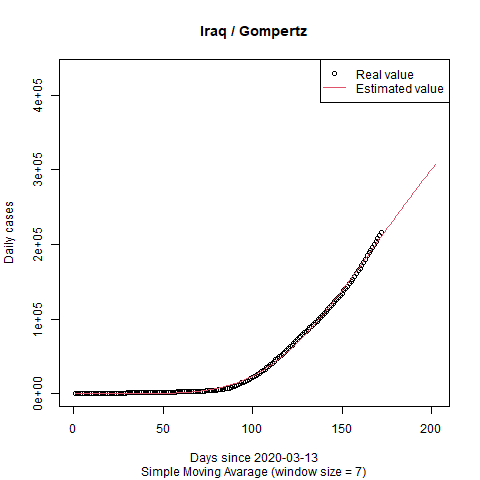 Iraq / Gompertz
Real value
Estimated value
Daily cases
0e+00
1e+05
2e+05
3e+05
4e+05
0
50
100
150
200
Days since 2020-03-13
Simple Moving Avarage (window size = 7)